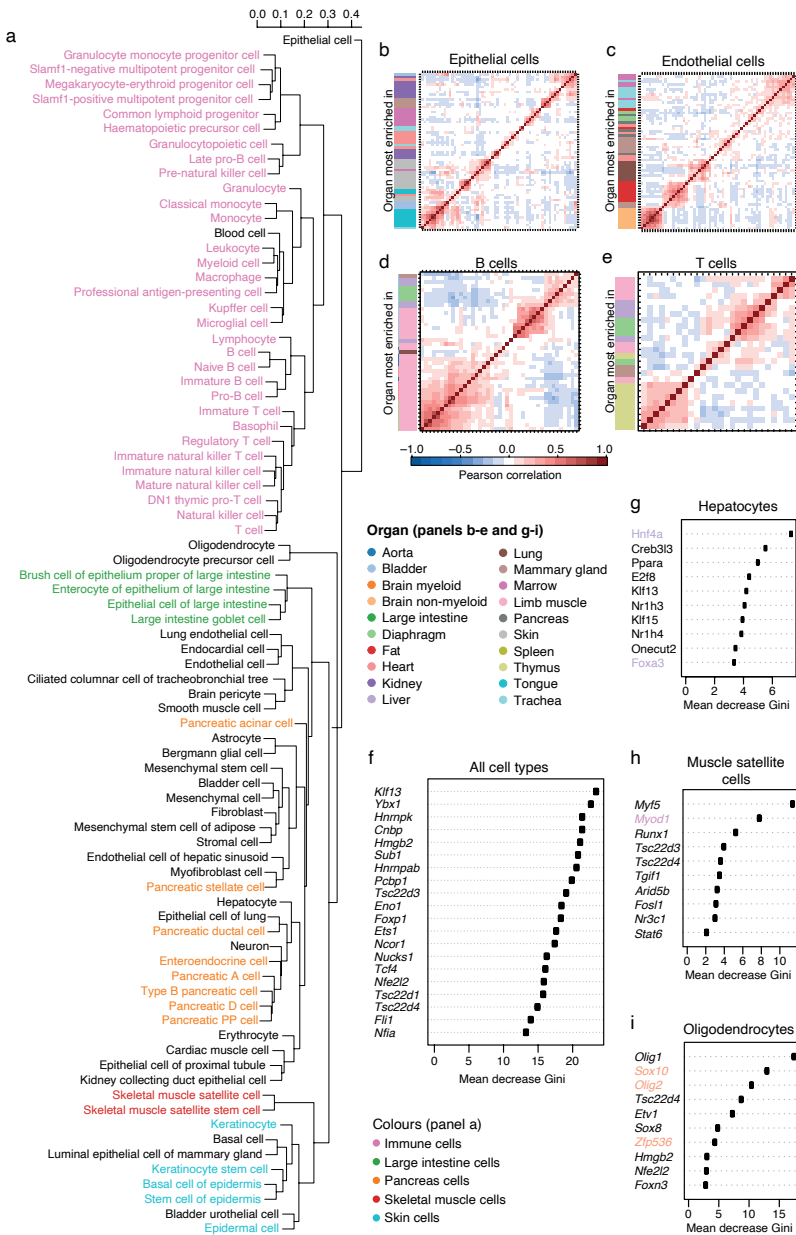 a
0.0 0.1 0.2 0.3 0.4
Epithelial cell
Granulocyte monocyte progenitor cell
Slamf1-negative multipotent progenitor cell
Megakaryocyte-erythroid progenitor cell
Slamf1-positive multipotent progenitor cell
Common lymphoid progenitor
Haematopoietic precursor cell
Granulocytopoietic cell
Late pro-B cell
Pre-natural killer cell
Granulocyte
Classical monocyte
Monocyte
Blood cell
Leukocyte
Myeloid cell
Macrophage
Professional antigen-presenting cell
Kupffer cell
Microglial cell
Lymphocyte
B cell
Naive B cell
Immature B cell
Pro-B cell
Immature T cell
Basophil
Regulatory T cell
Immature natural killer T cell
Immature natural killer cell
Mature natural killer cell
DN1 thymic pro-T cell
Natural killer cell
T cell
Oligodendrocyte
Oligodendrocyte precursor cell
Brush cell of epithelium proper of large intestine
Enterocyte of epithelium of large intestine
Epithelial cell of large intestine
Large intestine goblet cell
Lung endothelial cell
Endocardial cell
Endothelial cell
Ciliated columnar cell of tracheobronchial tree
Brain pericyte
Smooth muscle cell
Pancreatic acinar cell
Astrocyte
Bergmann glial cell
Mesenchymal stem cell
Bladder cell
Mesenchymal cell
Fibroblast
Mesenchymal stem cell of adipose
Stromal cell
Endothelial cell of hepatic sinusoid
Myofibroblast cell
Pancreatic stellate cell
Hepatocyte
Epithelial cell of lung
Pancreatic ductal cell
Neuron
Enteroendocrine cell
Pancreatic A cell
Type B pancreatic cell
Pancreatic D cell
Pancreatic PP cell
Erythrocyte
Cardiac muscle cell
Epithelial cell of proximal tubule
Kidney collecting duct epithelial cell
Skeletal muscle satellite cell
Skeletal muscle satellite stem cell
Keratinocyte
Basal cell
Luminal epithelial cell of mammary gland
Keratinocyte stem cell
Basal cell of epidermis
Stem cell of epidermis
Bladder urothelial cell
Epidermal cell
b
Epithelial cells
Organ most enriched in
c
Endothelial cells
Organ most enriched in
d
B cells
Organ most enriched in
e
T cells
Organ most enriched in
−1.0 −0.5 0.0 0.5 1.0
Pearson correlation
Organ (panels b-e and g-i)
Aorta
Bladder
Brain myeloid
Brain non-myeloid
Large intestine
Diaphragm
Fat
Heart
Kidney
Liver
Lung
Mammary gland
Marrow
Limb muscle
Pancreas
Skin
Spleen
Thymus
Tongue
Trachea
f
All cell types
Klf13
Ybx1
Hnrnpk
Cnbp
Hmgb2
Sub1
Hnrnpab
Pcbp1
Tsc22d3
Eno1
Foxp1
Ets1
Ncor1
Nucks1
Tcf4
Nfe2l2
Tsc22d1
Tsc22d4
Fli1
Nfia
0 5 10 15 20
Mean decrease Gini
Colours (panel a)
Immune cells
Large intestine cells
Pancreas cells
Skeletal muscle cells
Skin cells
g
Hepatocytes
Hnf4a
Creb3l3
Ppara
E2f8
Klf13
Nr1h3
Klf15
Nr1h4
Onecut2
Foxa3
0 2 4 6
Mean decrease Gini
h
Muscle satellite
cells
Myf5
Myod1
Runx1
Tsc22d3
Tsc22d4
Tgif1
Arid5b
Fosl1
Nr3c1
Stat6
0 2 4 6 8 10
Mean decrease Gini
i
Oligodendrocytes
Olig1
Sox10
Olig2
Tsc22d4
Etv1
Sox8
Zfp536
Hmgb2
Nfe2l2
Foxn3
0 5 10 15
Mean decrease Gini